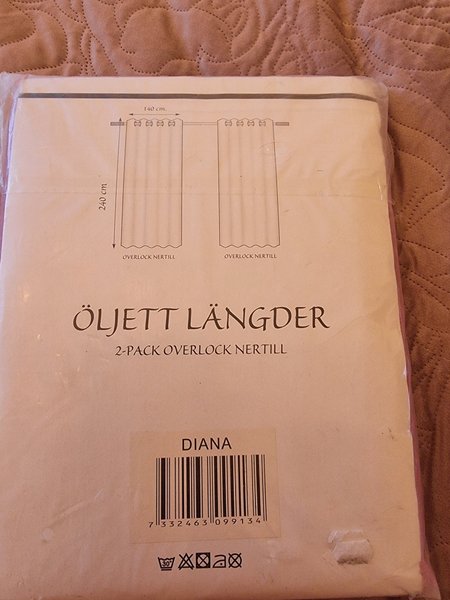 140 cm.
240 cm
OVERLOCK NERTILL OVERLOCK NERTILL
ÖLJETT LÄNGDER
2-PACK OVERLOCK NERTILL
DIANA
7 332463 099134